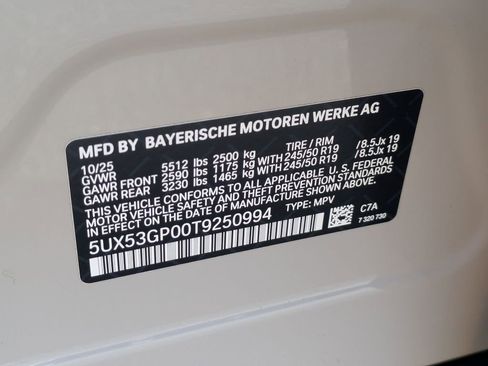 MFD BY BAYERISCHE MOTOREN WERKE AG
10/25 TIRE / RIM
GVWR 5512 lbs 2500 kg
GAWR FRONT 2590 lbs 1175 kg WITH 245/50 R19 /8.5Jx 19
GAWR REAR 3230 lbs 1465 kg WITH 245/50 R19 /8.5Jx 19
THIS VEHICLE CONFORMS TO ALL APPLICABLE U.S. FEDERAL
MOTOR VEHICLE SAFETY, BUMPER AND THEFT PREVENTION STANDARDS
IN EFFECT ON THE DATE OF MANUFACTURE SHOWN ABOVE.
5UX53GP00T9250994 TYPE: MPV
C7A
7 320 730